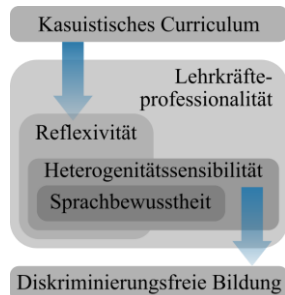 Kasuistisches Curriculum
Lehrkräfte-
professionalität
Reflexivität
Heterogenitätssensibilität
Sprachbewusstheit
Diskriminierungsfreie Bildung